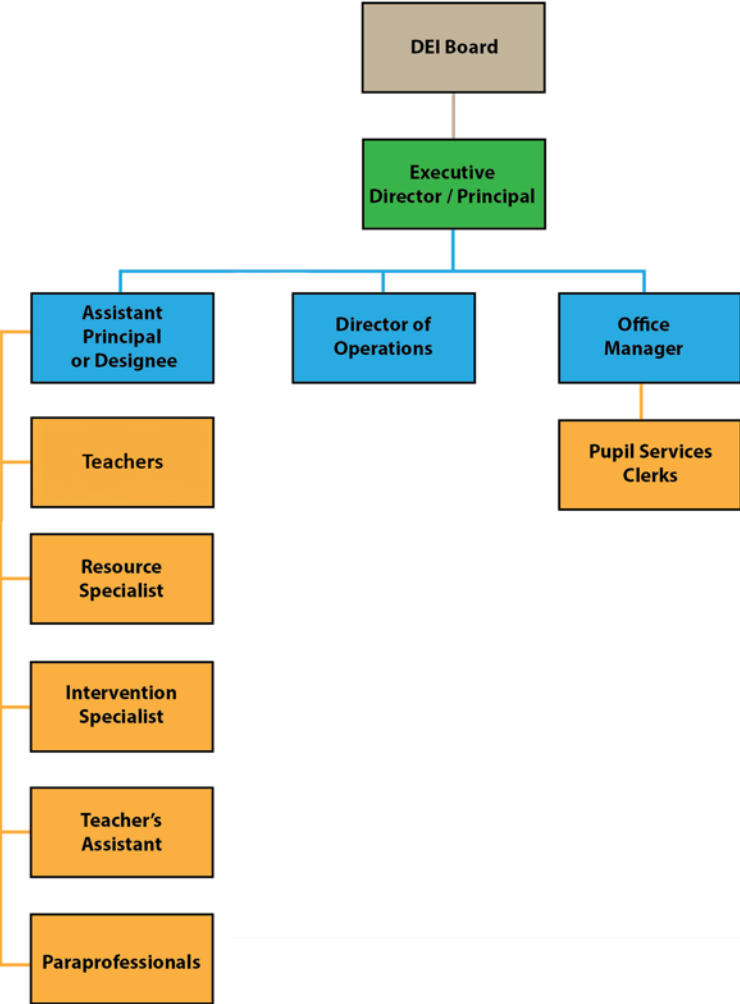 DEI Board
Executive
Director / Principal
Assistant
Principal
or Designee
Director of
Operations
Office
Manager
Teachers
Pupil Services
Clerks
Resource
Specialist
Intervention
Specialist
Teacher’s
Assistant
Paraprofessionals